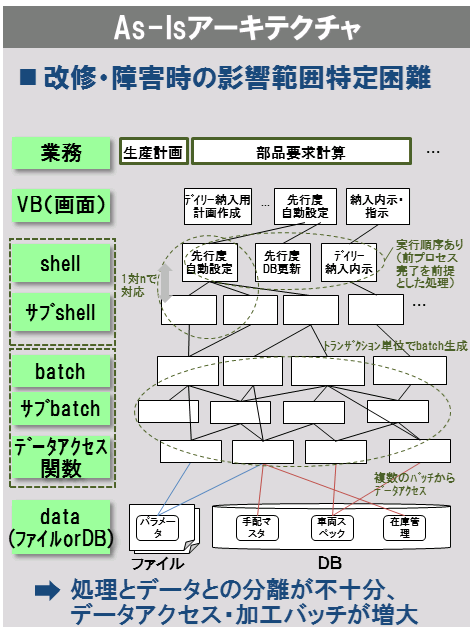 As-Isアーキテクチャ
■ 改修・障害時の影響範囲特定困難
業務
生産計画
部品要求計算
…
VB(画面)
デイリー納入用
計画作成
…
先行度
自動設定
納入内示・
指示
shell
先行度
自動設定
先行度
DB更新
デイリー
納入内示
実行順序あり
(前プロセス
完了を前提
とした処理)
1対nで
対応
サブshell
…
トランザクション単位でbatch生成
batch
サブbatch
データアクセス
関数
複数のバッチから
データアクセス
data
(ファイルorDB)
パラメー
タ
手配マ
スタ
車両ス
ペック
在庫管
理
ファイル
DB
➡ 処理とデータとの分離が不十分、
データアクセス・加工バッチが増大